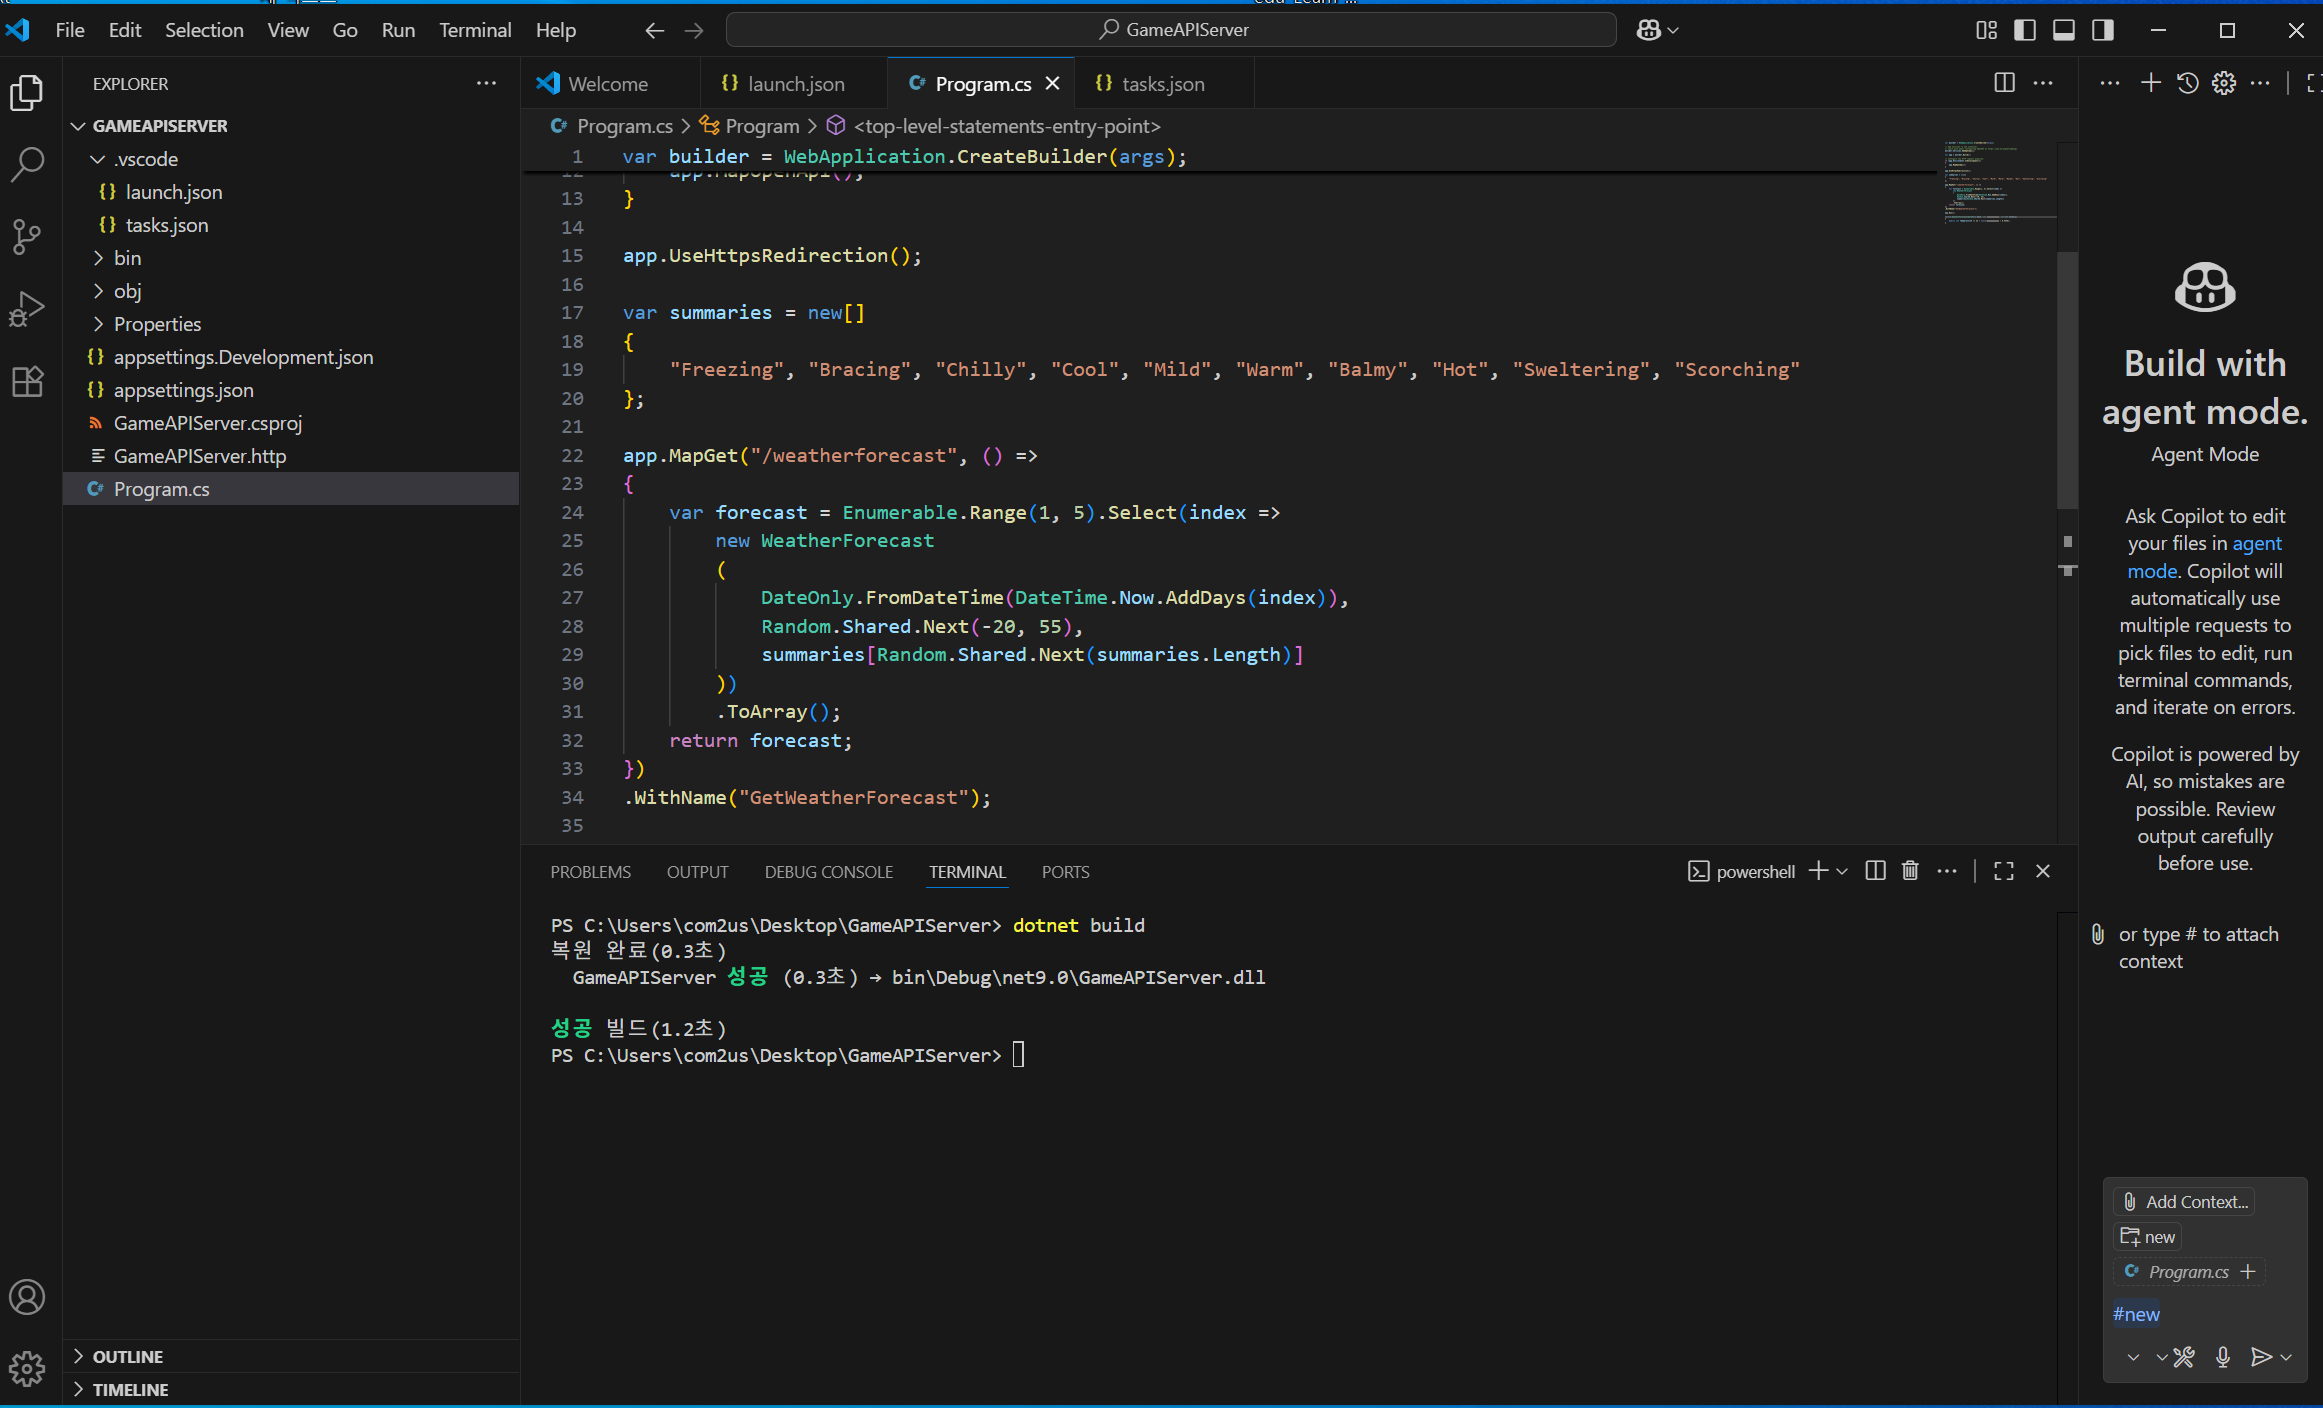 File Edit Selection View Go Run Terminal Help
GameAPIServer
EXPLORER
GAMEAPISERVER
.vscode
launch.json
tasks.json
bin
obj
Properties
appsettings.Development.json
appsettings.json
GameAPIServer.csproj
GameAPIServer.http
Program.cs
OUTLINE
TIMELINE
Welcome launch.json Program.cs tasks.json
Program.cs > Program > <top-level-statements-entry-point>
1 var builder = WebApplication.CreateBuilder(args);
12 app.MapOpenApi();
13 }
14
15 app.UseHttpsRedirection();
16
17 var summaries = new[]
18 {
19 "Freezing", "Bracing", "Chilly", "Cool", "Mild", "Warm", "Balmy", "Hot", "Sweltering", "Scorching"
20 };
21
22 app.MapGet("/weatherforecast", () =>
23 {
24 var forecast = Enumerable.Range(1, 5).Select(index =>
25 new WeatherForecast
26 (
27 DateOnly.FromDateTime(DateTime.Now.AddDays(index)),
28 Random.Shared.Next(-20, 55),
29 summaries[Random.Shared.Next(summaries.Length)]
30 ))
31 .ToArray();
32 return forecast;
33 })
34 .WithName("GetWeatherForecast");
35
PROBLEMS OUTPUT DEBUG CONSOLE TERMINAL PORTS
powershell
PS C:\Users\com2us\Desktop\GameAPIServer> dotnet build
복원 완료(0.3초)
GameAPIServer 성공 (0.3초) → bin\Debug\net9.0\GameAPIServer.dll
성공 빌드(1.2초)
PS C:\Users\com2us\Desktop\GameAPIServer>
Build with
agent mode.
Agent Mode
Ask Copilot to edit
your files in agent
mode. Copilot will
automatically use
multiple requests to
pick files to edit, run
terminal commands,
and iterate on errors.
Copilot is powered by
AI, so mistakes are
possible. Review
output carefully
before use.
or type # to attach
context
Add Context...
new
Program.cs +
#new